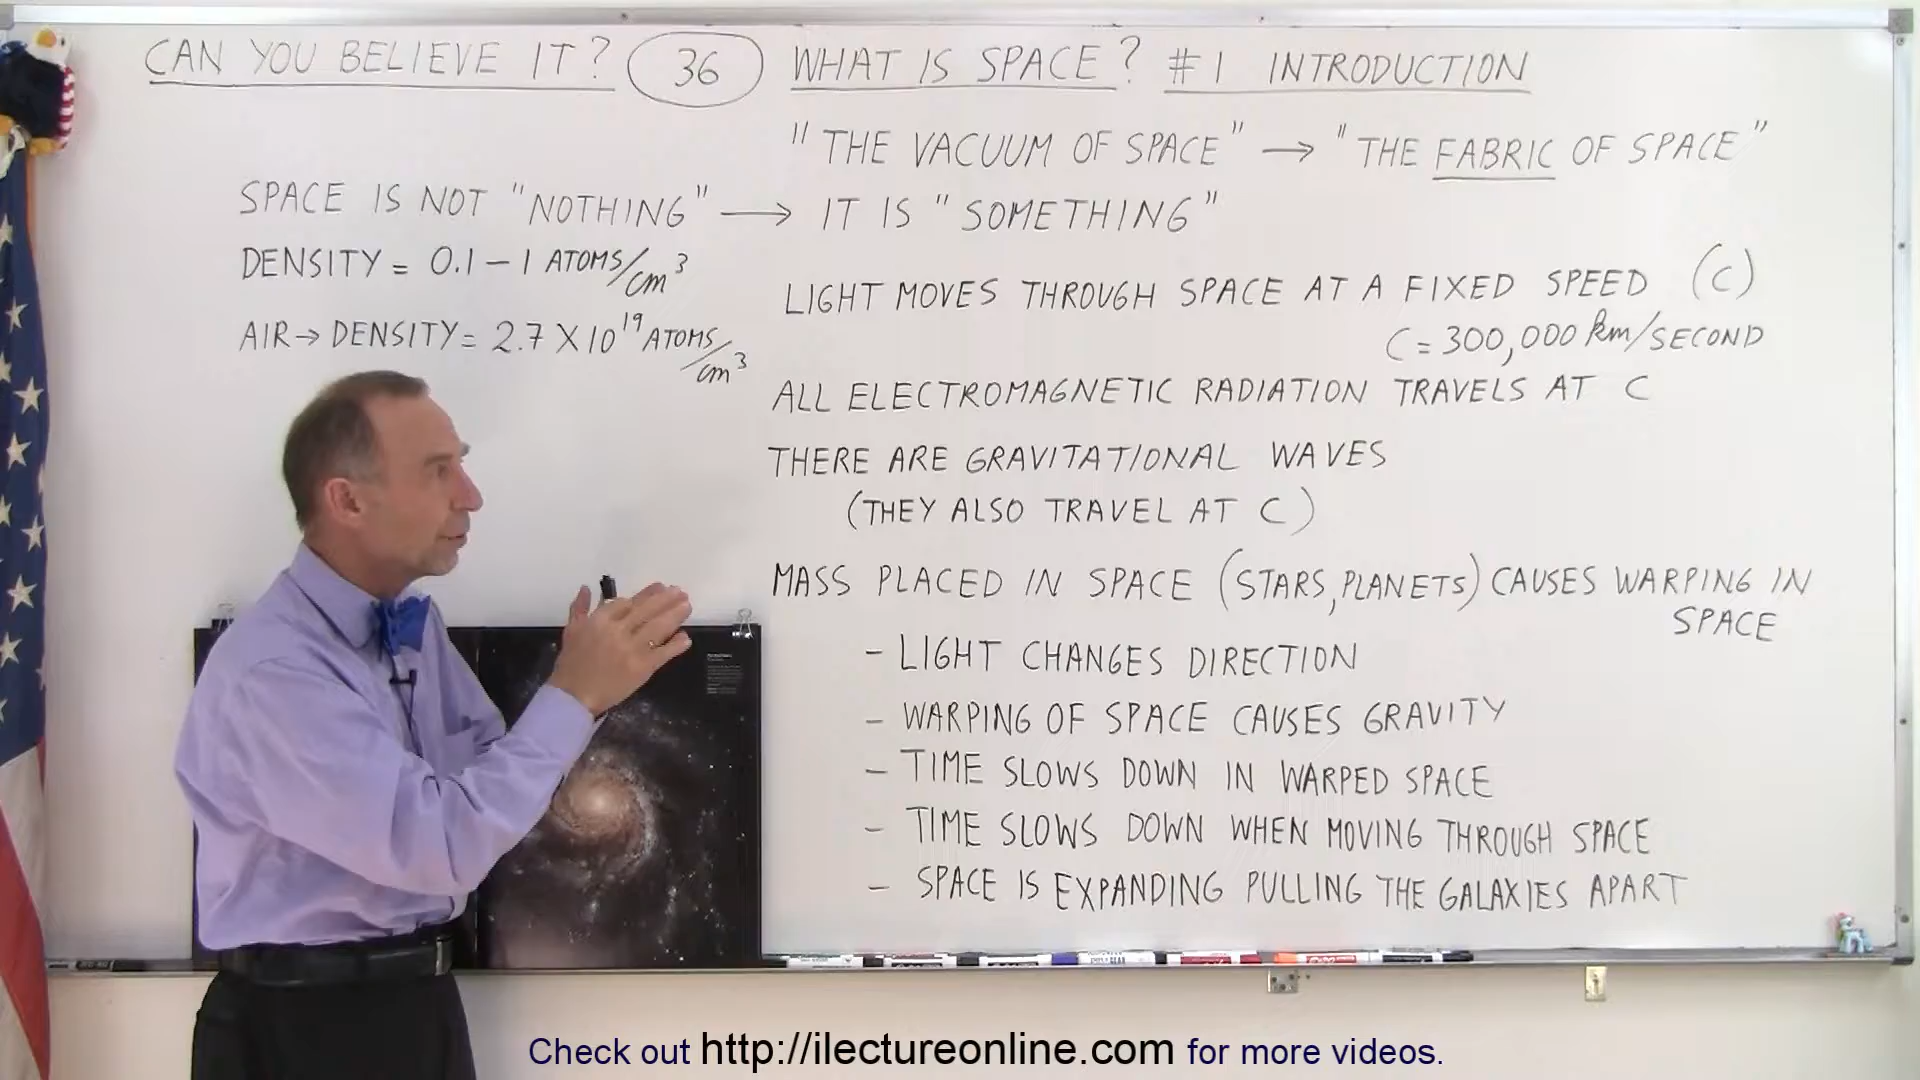 CAN YOU BELIEVE IT? 36 WHAT IS SPACE? #1 INTRODUCTION
"THE VACUUM OF SPACE" → "THE FABRIC OF SPACE"
SPACE IS NOT "NOTHING" → IT IS "SOMETHING"
DENSITY = 0.1 – 1 ATOMS/cm³
AIR → DENSITY = 2.7 X 10¹⁹ ATOMS/cm³
LIGHT MOVES THROUGH SPACE AT A FIXED SPEED (C)
C = 300,000 km/SECOND
ALL ELECTROMAGNETIC RADIATION TRAVELS AT C
THERE ARE GRAVITATIONAL WAVES
(THEY ALSO TRAVEL AT C)
MASS PLACED IN SPACE (STARS, PLANETS) CAUSES WARPING IN
SPACE
- LIGHT CHANGES DIRECTION
- WARPING OF SPACE CAUSES GRAVITY
- TIME SLOWS DOWN IN WARPED SPACE
- TIME SLOWS DOWN WHEN MOVING THROUGH SPACE
- SPACE IS EXPANDING PULLING THE GALAXIES APART
Check out http://ilectureonline.com for more videos.